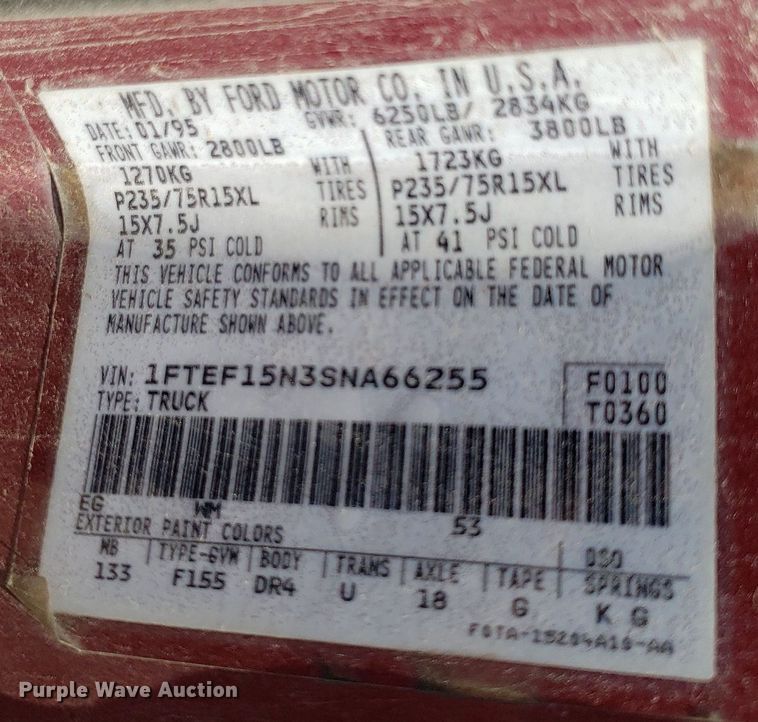 MFD. BY FORD MOTOR CO. IN U.S.A.
DATE: 01/95 GVWR: 6250LB/ 2834KG
FRONT GAWR: 2800LB REAR GAWR: 3800LB
1270KG WITH 1723KG WITH
P235/75R15XL TIRES P235/75R15XL TIRES
15X7.5J RIMS 15X7.5J RIMS
AT 35 PSI COLD AT 41 PSI COLD
THIS VEHICLE CONFORMS TO ALL APPLICABLE FEDERAL MOTOR
VEHICLE SAFETY STANDARDS IN EFFECT ON THE DATE OF
MANUFACTURE SHOWN ABOVE.
VIN: 1FTEF15N3SNA66255 F0100
TYPE: TRUCK T0360
EG WM 53
EXTERIOR PAINT COLORS DSO
WB TYPE-GVW BODY TRANS AXLE TAPE SPRINGS
133 F155 DR4 U 18 G K G
Purple Wave Auction